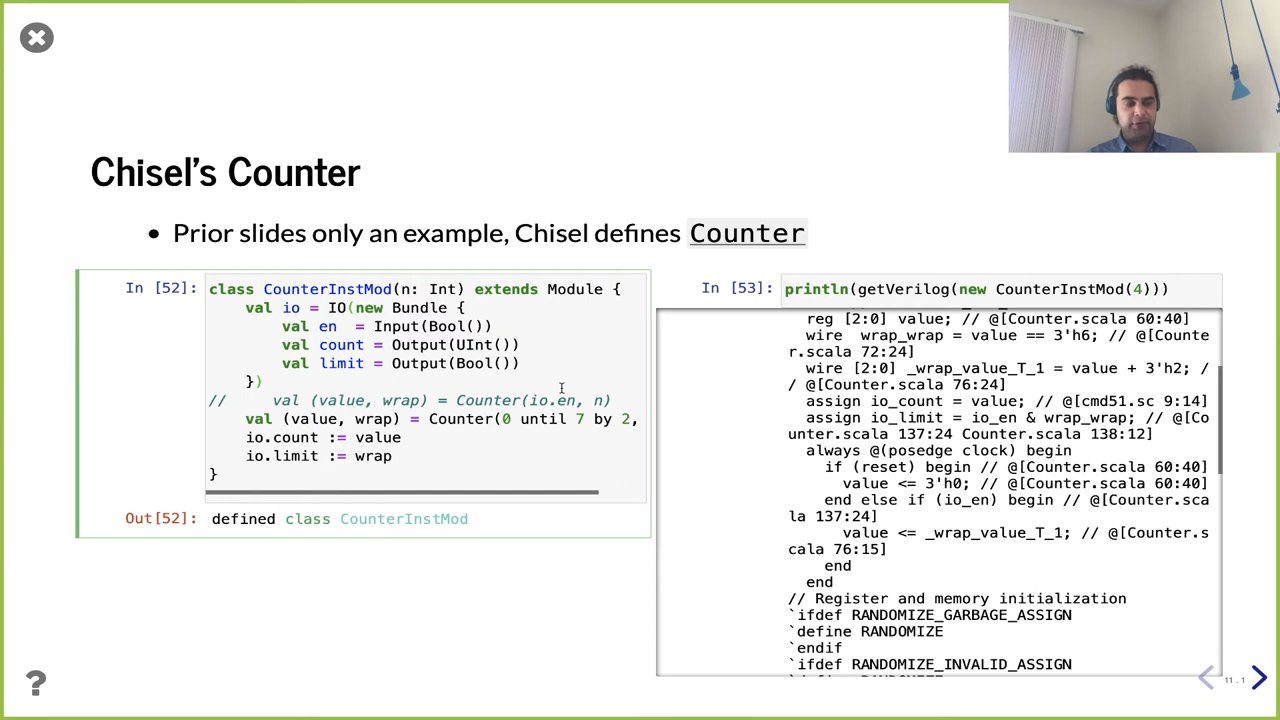 Chisel's Counter
• Prior slides only an example, Chisel defines Counter
In [52]:
class CounterInstMod(n: Int) extends Module {
    val io = IO(new Bundle {
        val en  = Input(Bool())
        val count = Output(UInt())
        val limit = Output(Bool())
    })
//     val (value, wrap) = Counter(io.en, n)
    val (value, wrap) = Counter(0 until 7 by 2,
    io.count := value
    io.limit := wrap
}
Out[52]: defined class CounterInstMod
In [53]: println(getVerilog(new CounterInstMod(4)))
  reg [2:0] value; // @[Counter.scala 60:40]
  wire  wrap_wrap = value == 3'h6; // @[Counte
r.scala 72:24]
  wire [2:0] _wrap_value_T_1 = value + 3'h2; /
/ @[Counter.scala 76:24]
  assign io_count = value; // @[cmd51.sc 9:14]
  assign io_limit = io_en & wrap_wrap; // @[Co
unter.scala 137:24 Counter.scala 138:12]
  always @(posedge clock) begin
    if (reset) begin // @[Counter.scala 60:40]
      value <= 3'h0; // @[Counter.scala 60:40]
    end else if (io_en) begin // @[Counter.sca
la 137:24]
      value <= _wrap_value_T_1; // @[Counter.s
cala 76:15]
    end
  end
// Register and memory initialization
`ifdef RANDOMIZE_GARBAGE_ASSIGN
`define RANDOMIZE
`endif
`ifdef RANDOMIZE_INVALID_ASSIGN
?
11.1